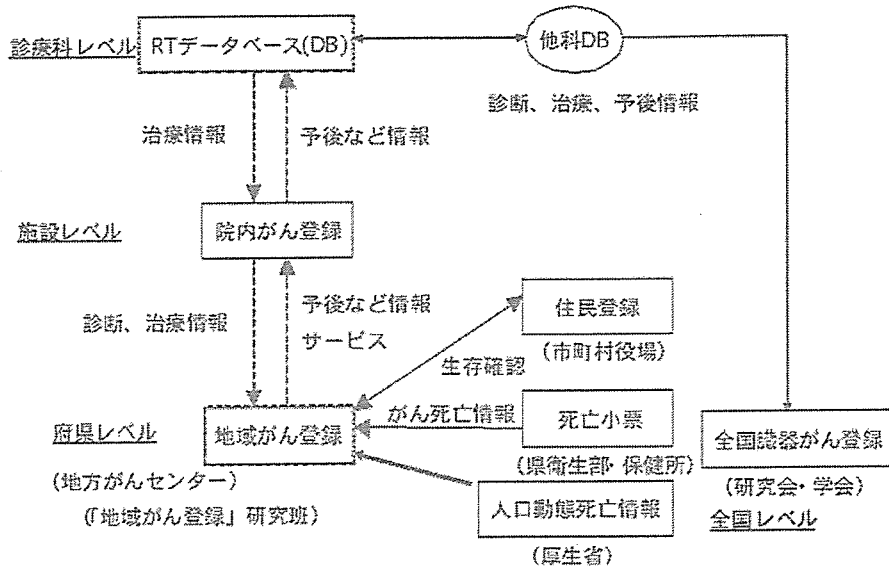 診療科レベル
RTデータベース(DB)
他科DB
診断、治療、予後情報
治療情報
予後など情報
施設レベル
院内がん登録
診断、治療情報
予後など情報
サービス
住民登録
(市町村役場)
生存確認
がん死亡情報
府県レベル
地域がん登録
死亡小票
(県衛生部・保健所)
全国臓器がん登録
(研究会・学会)
全国レベル
(地方がんセンター)
(「地域がん登録」研究班)
人口動態死亡情報
(厚生省)